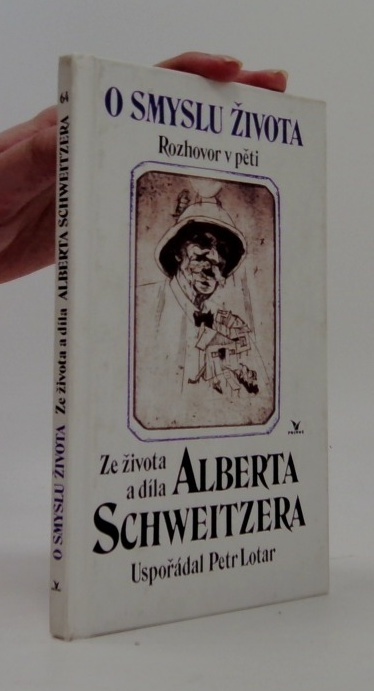 O SMYSLU ŽIVOTA
Rozhovor v pěti
PRIMUS
Ze života
a díla ALBERTA
SCHWEITZERA
Uspořádal Petr Lotar
O SMYSLU ŽIVOTA Ze života a díla ALBERTA SCHWEITZERA